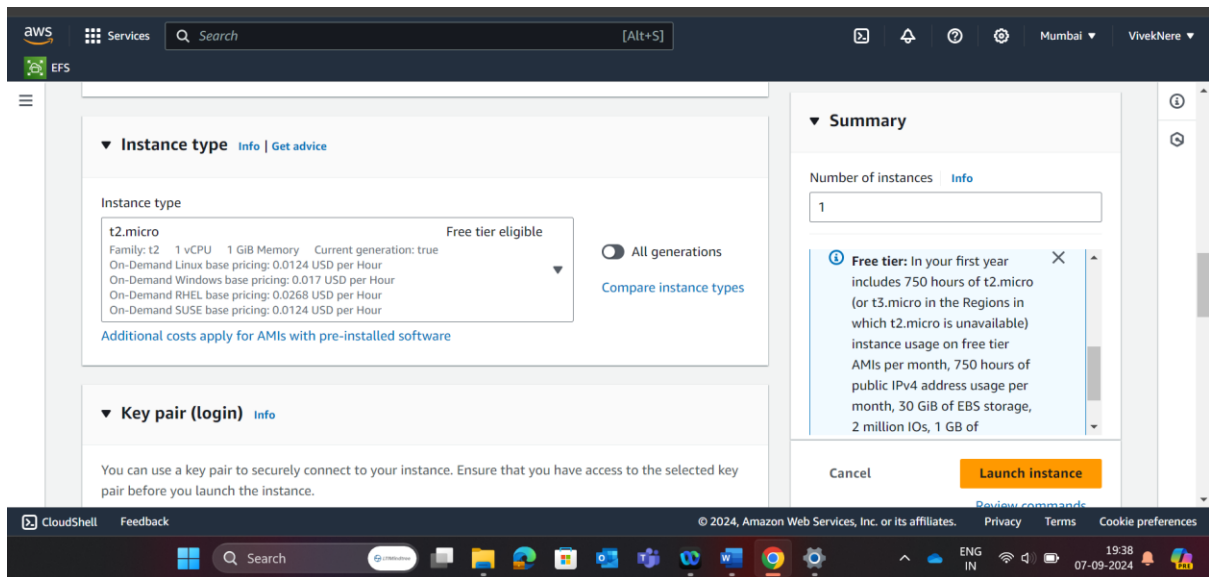 aws
Services
Search
[Alt+S]
Mumbai ▼
VivekNere ▼
EFS
▼ Instance type Info | Get advice
Instance type
t2.micro Free tier eligible
Family: t2 1 vCPU 1 GiB Memory Current generation: true
On-Demand Linux base pricing: 0.0124 USD per Hour
On-Demand Windows base pricing: 0.017 USD per Hour
On-Demand RHEL base pricing: 0.0268 USD per Hour
On-Demand SUSE base pricing: 0.0124 USD per Hour
All generations
Compare instance types
Additional costs apply for AMIs with pre-installed software
▼ Key pair (login) Info
You can use a key pair to securely connect to your instance. Ensure that you have access to the selected key
pair before you launch the instance.
▼ Summary
Number of instances Info
1
Free tier: In your first year
includes 750 hours of t2.micro
(or t3.micro in the Regions in
which t2.micro is unavailable)
instance usage on free tier
AMIs per month, 750 hours of
public IPv4 address usage per
month, 30 GiB of EBS storage,
2 million IOs, 1 GB of
Cancel
Launch instance
Review commands
CloudShell Feedback
© 2024, Amazon Web Services, Inc. or its affiliates. Privacy Terms Cookie preferences
Search
ENG
IN
19:38
07-09-2024
PRE